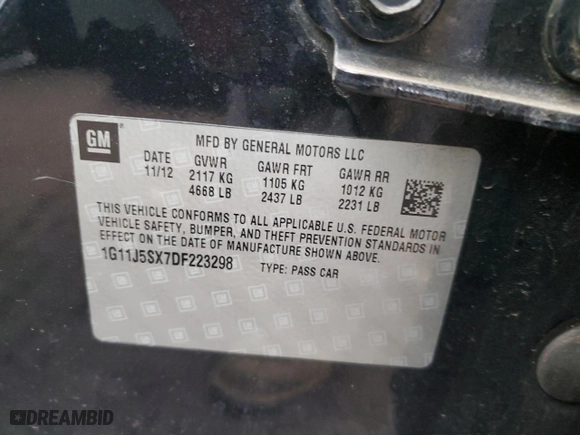 GM
MFD BY GENERAL MOTORS LLC
DATE GVWR GAWR FRT GAWR RR
11/12 2117 KG 1105 KG 1012 KG
4668 LB 2437 LB 2231 LB
THIS VEHICLE CONFORMS TO ALL APPLICABLE U.S. FEDERAL MOTOR
VEHICLE SAFETY, BUMPER, AND THEFT PREVENTION STANDARDS IN
EFFECT ON THE DATE OF MANUFACTURE SHOWN ABOVE.
1G11J5SX7DF223298 TYPE: PASS CAR
DREAMBID